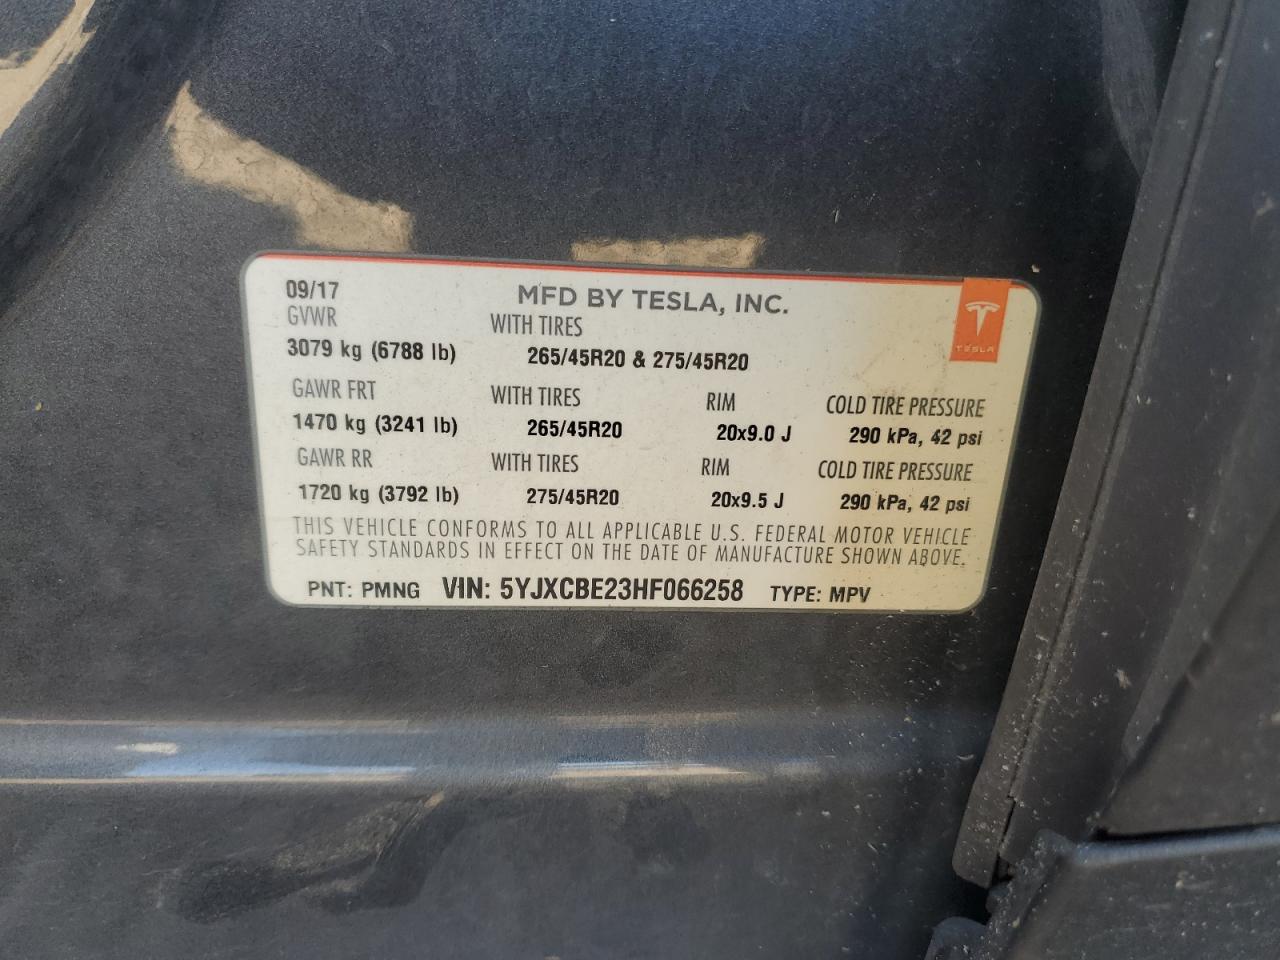 09/17 MFD BY TESLA, INC.
GVWR WITH TIRES
TESLA
3079 kg (6788 lb) 265/45R20 & 275/45R20
GAWR FRT WITH TIRES RIM COLD TIRE PRESSURE
1470 kg (3241 lb) 265/45R20 20x9.0 J 290 kPa, 42 psi
GAWR RR WITH TIRES RIM COLD TIRE PRESSURE
1720 kg (3792 lb) 275/45R20 20x9.5 J 290 kPa, 42 psi
THIS VEHICLE CONFORMS TO ALL APPLICABLE U.S. FEDERAL MOTOR VEHICLE
SAFETY STANDARDS IN EFFECT ON THE DATE OF MANUFACTURE SHOWN ABOVE.
PNT: PMNG VIN: 5YJXCBE23HF066258 TYPE: MPV